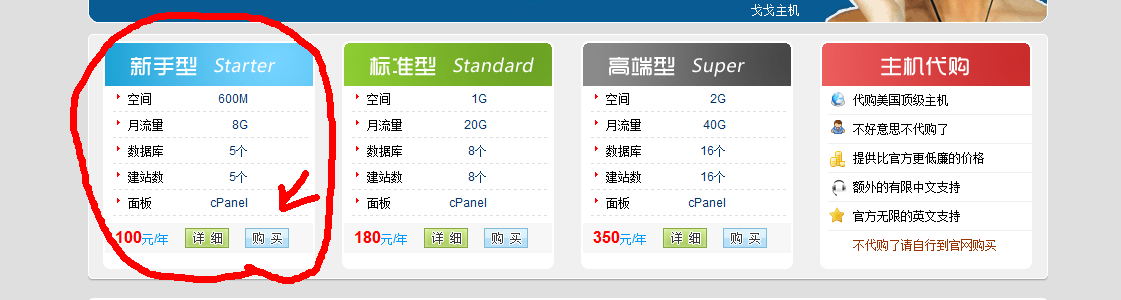 戈戈主机
新手型 Starter
空间 600M
月流量 8G
数据库 5个
建站数 5个
面板 cPanel
100元/年 详 细 购 买
标准型 Standard
空间 1G
月流量 20G
数据库 8个
建站数 8个
面板 cPanel
180元/年 详 细 购 买
高端型 Super
空间 2G
月流量 40G
数据库 16个
建站数 16个
面板 cPanel
350元/年 详 细 购 买
主机代购
代购美国顶级主机
不好意思不代购了
提供比官方更低廉的价格
额外的有限中文支持
官方无限的英文支持
不代购了请自行到官网购买